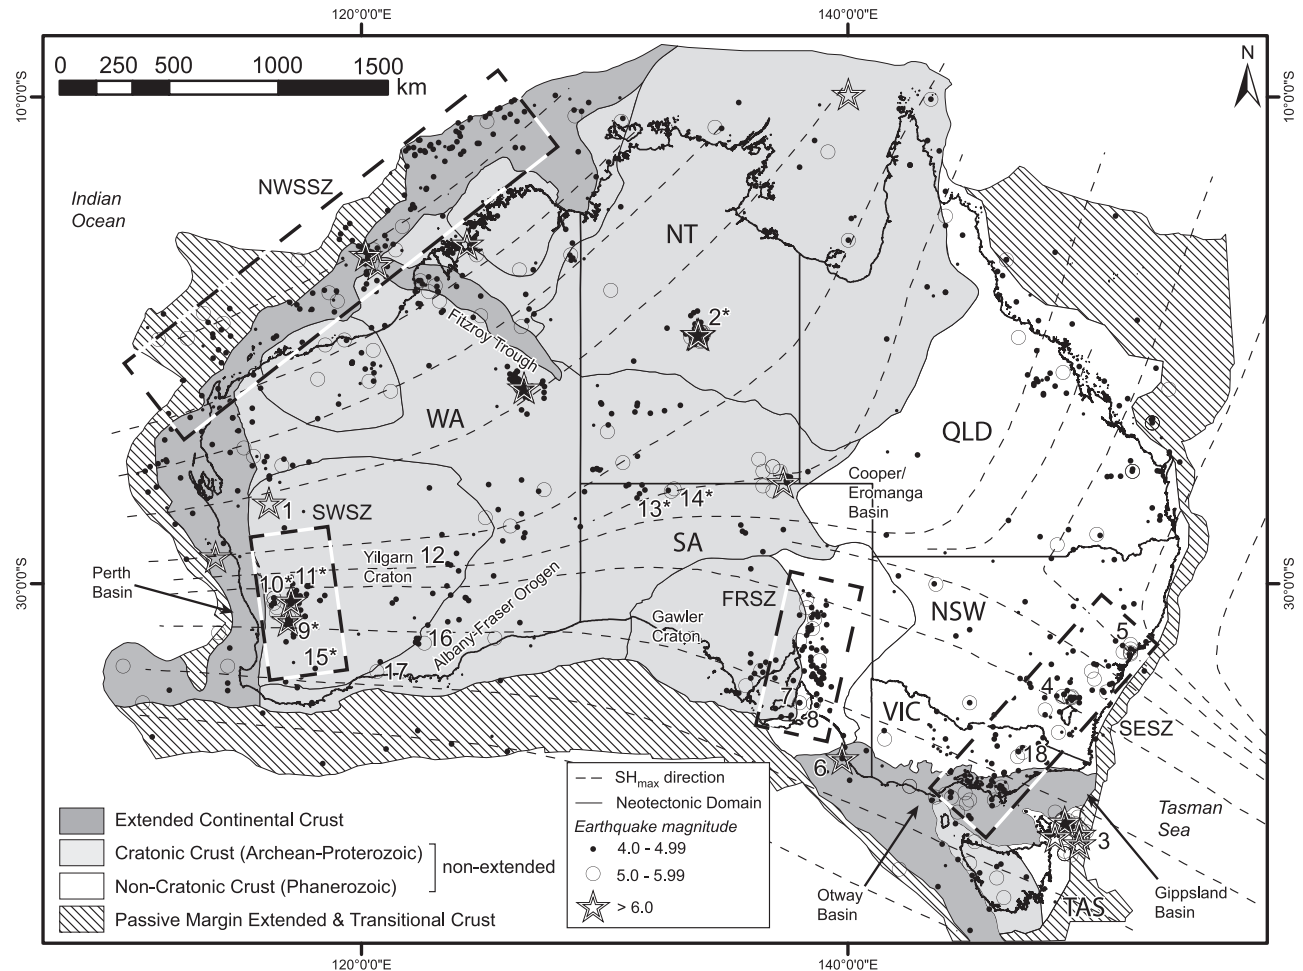 120°0'0"E
140°0'0"E
0 250 500 1000 1500
km
N
10°0'0"S
10°0'0"S
NWSSZ
Indian
Ocean
NT
2*
Fitzroy Trough
WA
QLD
Cooper/
Eromanga
Basin
1
SWSZ
13*
14*
SA
Yilgarn
Craton
12
30°0'0"S
30°0'0"S
Perth
Basin
10*
11*
9*
15*
16
17
Albany-Fraser Orogen
Gawler
Craton
FRSZ
NSW
5
4
7
8
VIC
SESZ
18
6
SHmax direction
Neotectonic Domain
Earthquake magnitude
4.0 - 4.99
5.0 - 5.99
> 6.0
Tasman
Sea
3
Otway
Basin
Gippsland
Basin
TAS
Extended Continental Crust
Cratonic Crust (Archean-Proterozoic)
non-extended
Non-Cratonic Crust (Phanerozoic)
Passive Margin Extended & Transitional Crust
120°0'0"E
140°0'0"E